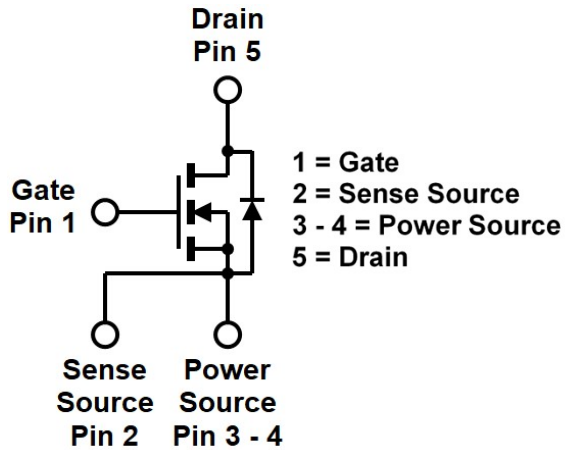 Drain
Pin 5
1 = Gate
2 = Sense Source
3 - 4 = Power Source
5 = Drain
Gate
Pin 1
Sense
Source
Pin 2
Power
Source
Pin 3 - 4